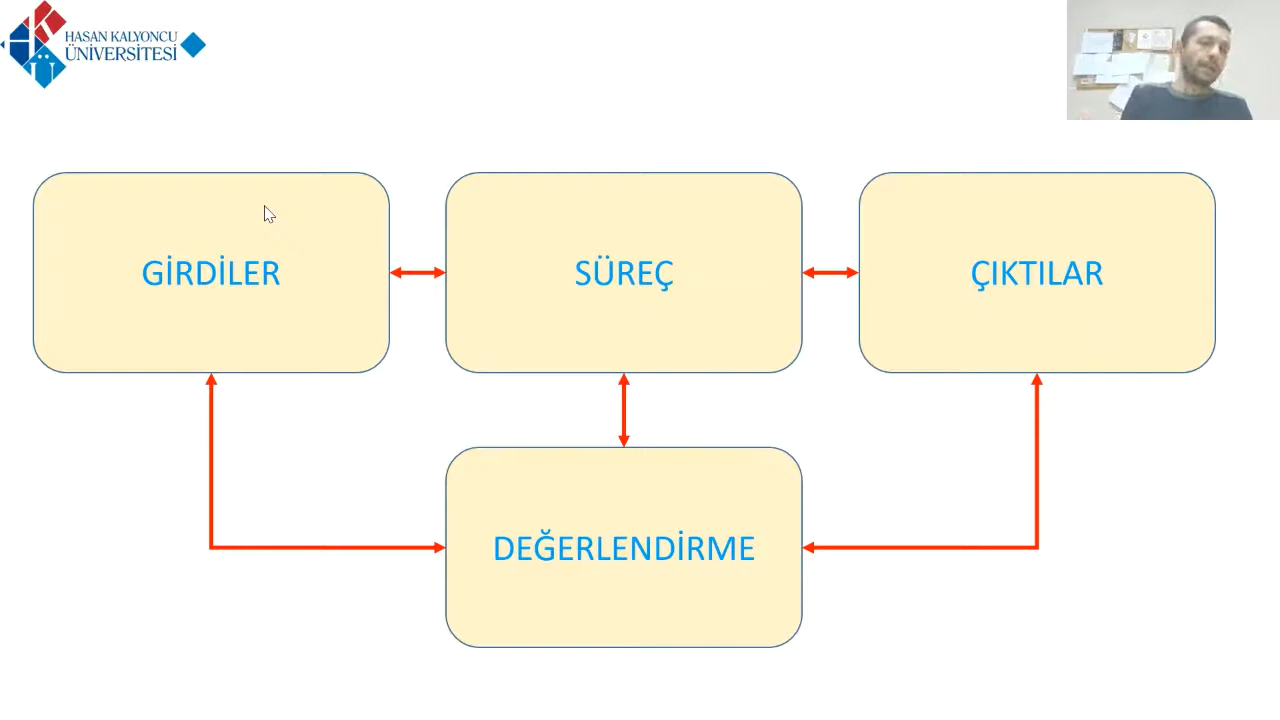 HASAN KALYONCU
ÜNİVERSİTESİ
GİRDİLER
SÜREÇ
ÇIKTILAR
DEĞERLENDİRME